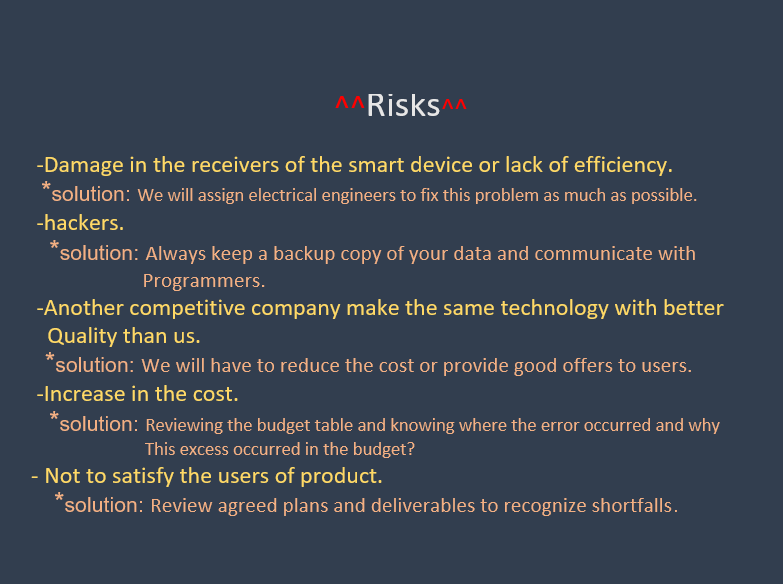 ^^Risks^^
-Damage in the receivers of the smart device or lack of efficiency.
*solution: We will assign electrical engineers to fix this problem as much as possible.
-hackers.
*solution: Always keep a backup copy of your data and communicate with
Programmers.
-Another competitive company make the same technology with better
Quality than us.
*solution: We will have to reduce the cost or provide good offers to users.
-Increase in the cost.
*solution: Reviewing the budget table and knowing where the error occurred and why
This excess occurred in the budget?
- Not to satisfy the users of product.
*solution: Review agreed plans and deliverables to recognize shortfalls.